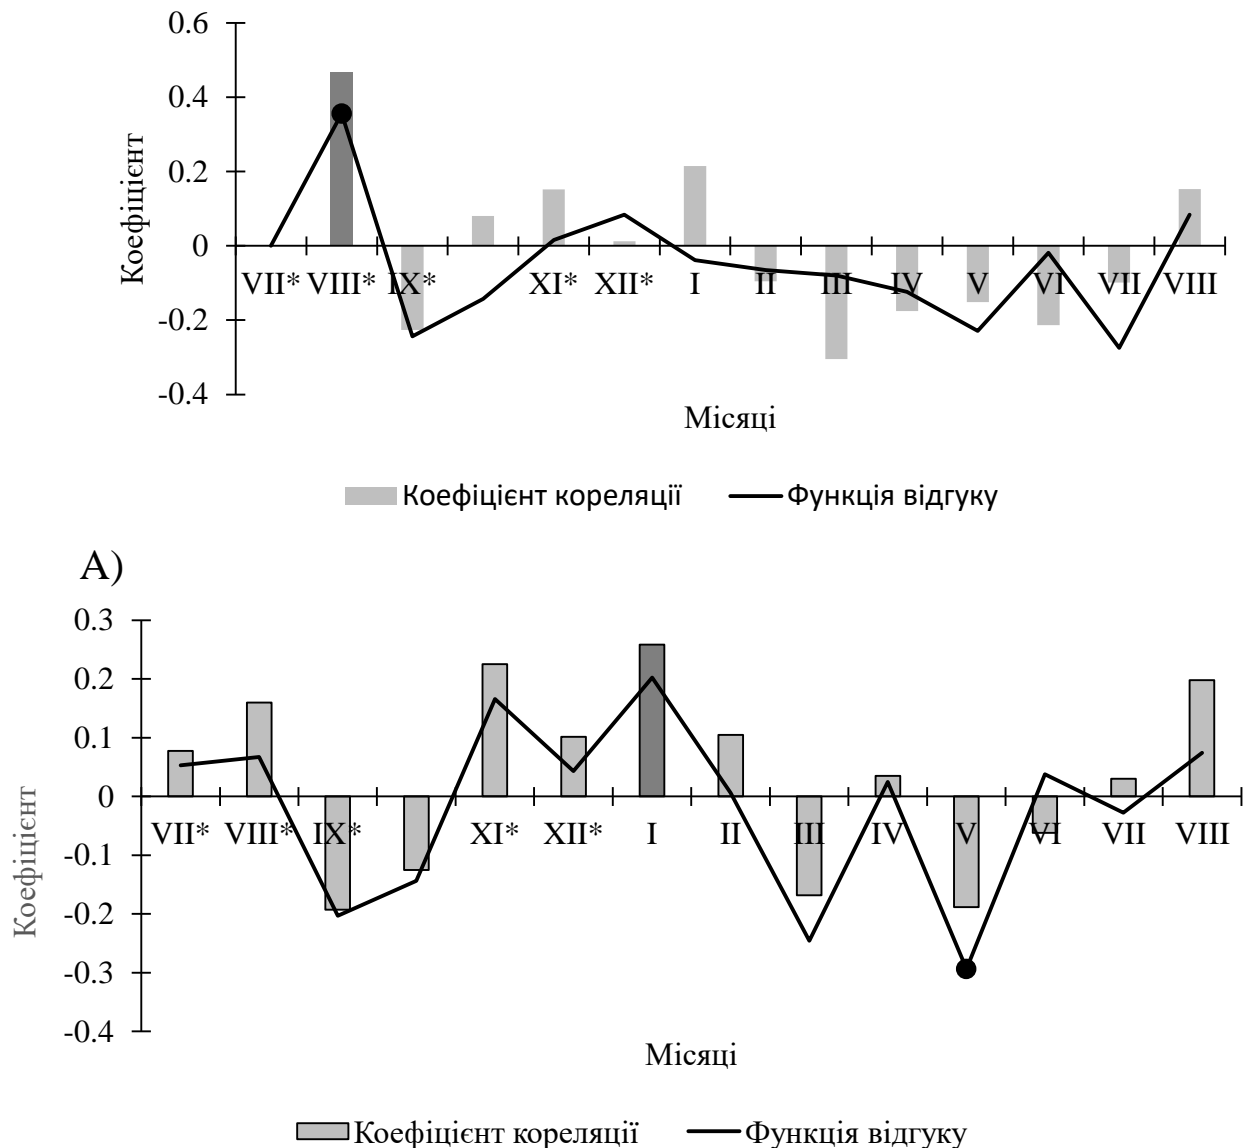 0.6
0.4
0.2
0
-0.2
-0.4
Коефіцієнт
VII* VIII* IX* XI* XII* I II III IV V VI VII VIII
Місяці
Коефіцієнт кореляції Функція відгуку
А)
0.3
0.2
0.1
0
-0.1
-0.2
-0.3
-0.4
Коефіцієнт
VII* VIII* IX* XI* XII* I II III IV V VI VII VIII
Місяці
Коефіцієнт кореляції Функція відгуку